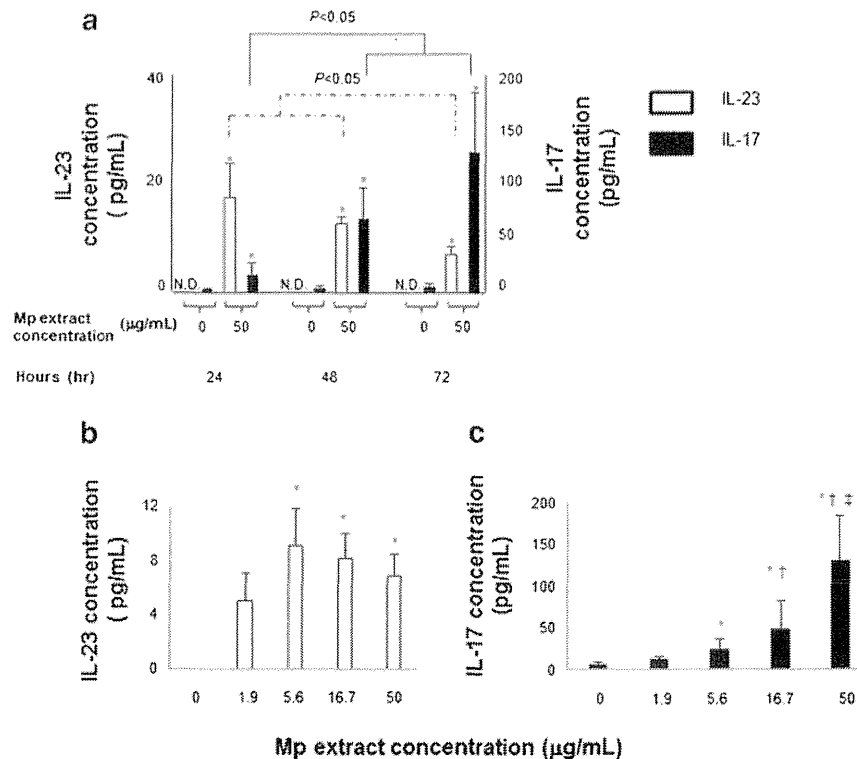 a
P<0.05
P<0.05
IL-23 concentration ( pg/mL)
40
20
0
IL-17 concentration (pg/mL)
200
150
100
50
0
IL-23
IL-17
* * * * * *
N.D. N.D. N.D.
Mp extract concentration (μg/mL) 0 50 0 50 0 50
Hours (hr) 24 48 72
b
IL-23 concentration ( pg/mL)
12
8
4
0
* * *
0 1.9 5.6 16.7 50
c
IL-17 concentration (pg/mL)
200
150
100
50
0
* *† *†‡
0 1.9 5.6 16.7 50
Mp extract concentration (μg/mL)